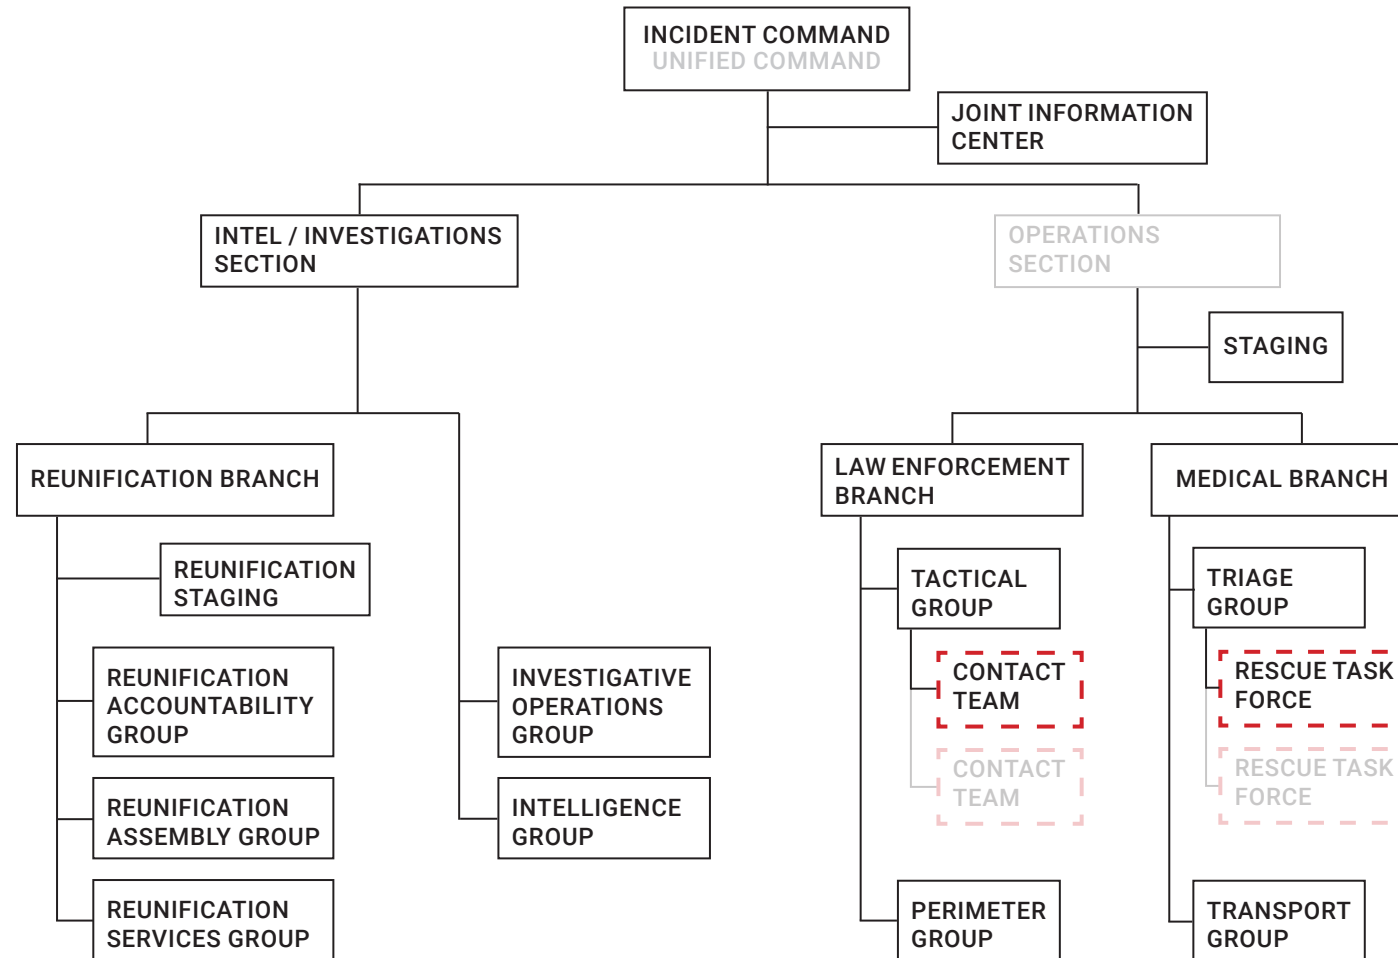 INCIDENT COMMAND
UNIFIED COMMAND
JOINT INFORMATION
CENTER
INTEL / INVESTIGATIONS
SECTION
OPERATIONS
SECTION
STAGING
REUNIFICATION BRANCH
LAW ENFORCEMENT
BRANCH
MEDICAL BRANCH
REUNIFICATION
STAGING
TACTICAL
GROUP
TRIAGE
GROUP
REUNIFICATION
ACCOUNTABILITY
GROUP
INVESTIGATIVE
OPERATIONS
GROUP
CONTACT
TEAM
RESCUE TASK
FORCE
CONTACT
TEAM
RESCUE TASK
FORCE
REUNIFICATION
ASSEMBLY GROUP
INTELLIGENCE
GROUP
REUNIFICATION
SERVICES GROUP
PERIMETER
GROUP
TRANSPORT
GROUP